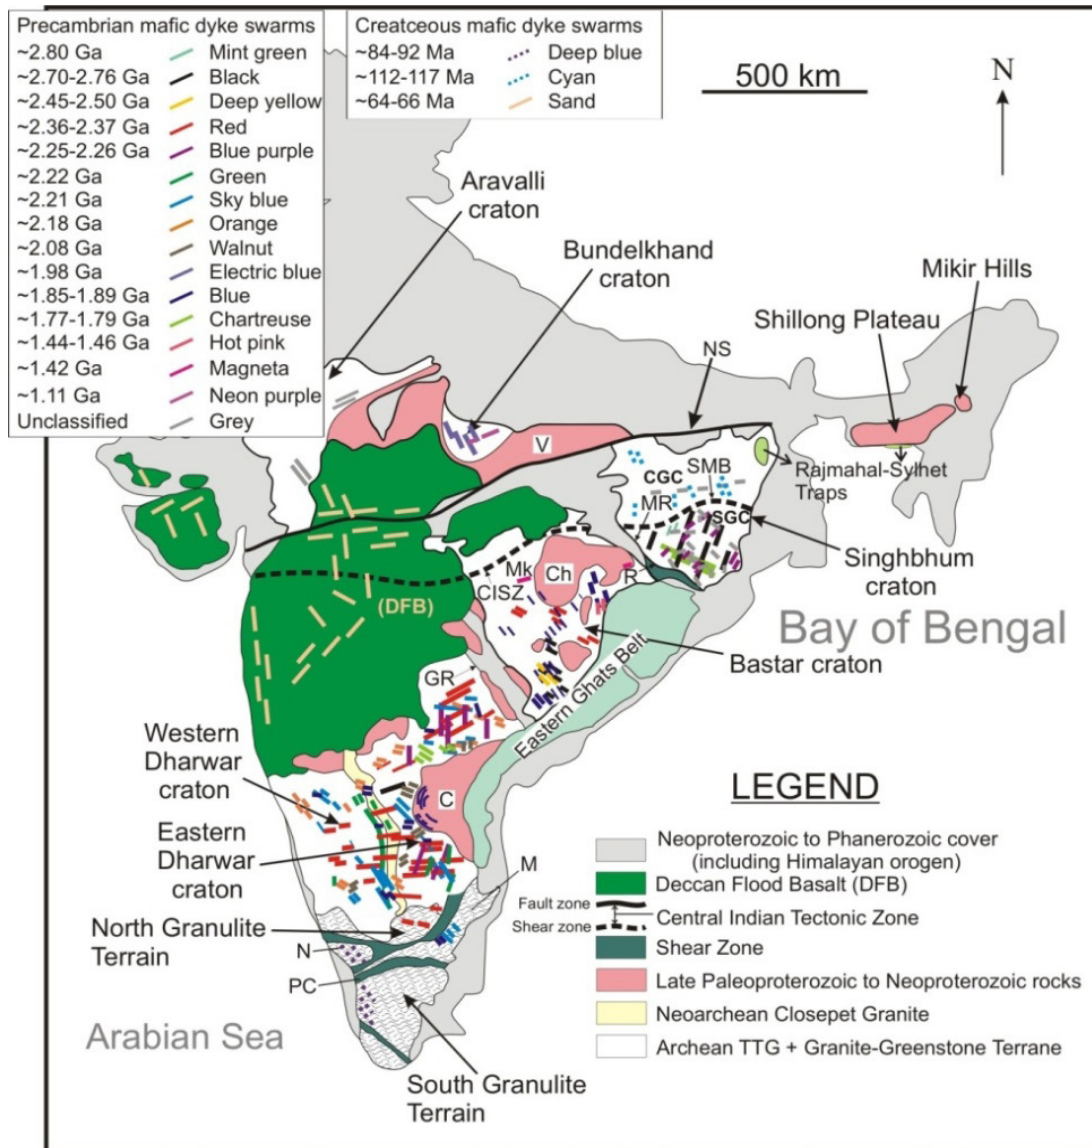 Precambrian mafic dyke swarms
~2.80 Ga Mint green
~2.70-2.76 Ga Black
~2.45-2.50 Ga Deep yellow
~2.36-2.37 Ga Red
~2.25-2.26 Ga Blue purple
~2.22 Ga Green
~2.21 Ga Sky blue
~2.18 Ga Orange
~2.08 Ga Walnut
~1.98 Ga Electric blue
~1.85-1.89 Ga Blue
~1.77-1.79 Ga Chartreuse
~1.44-1.46 Ga Hot pink
~1.42 Ga Magneta
~1.11 Ga Neon purple
Unclassified Grey
Creatceous mafic dyke swarms
~84-92 Ma Deep blue
~112-117 Ma Cyan
~64-66 Ma Sand
500 km
N
Aravalli
craton
Bundelkhand
craton
Mikir Hills
Shillong Plateau
NS
V
Rajmahal-Sylhet
Traps
CGC
SMB
MR
SGC
Singhbhum
craton
Mk
Ch
R
CISZ
(DFB)
Bay of Bengal
Bastar craton
Eastern Ghats Belt
GR
Western
Dharwar
craton
C
Eastern
Dharwar
craton
M
North Granulite
Terrain
N
PC
Arabian Sea
South Granulite
Terrain
LEGEND
Neoproterozoic to Phanerozoic cover
(including Himalayan orogen)
Deccan Flood Basalt (DFB)
Fault zone
Central Indian Tectonic Zone
Shear zone
Shear Zone
Late Paleoproterozoic to Neoproterozoic rocks
Neoarchean Closepet Granite
Archean TTG + Granite-Greenstone Terrane